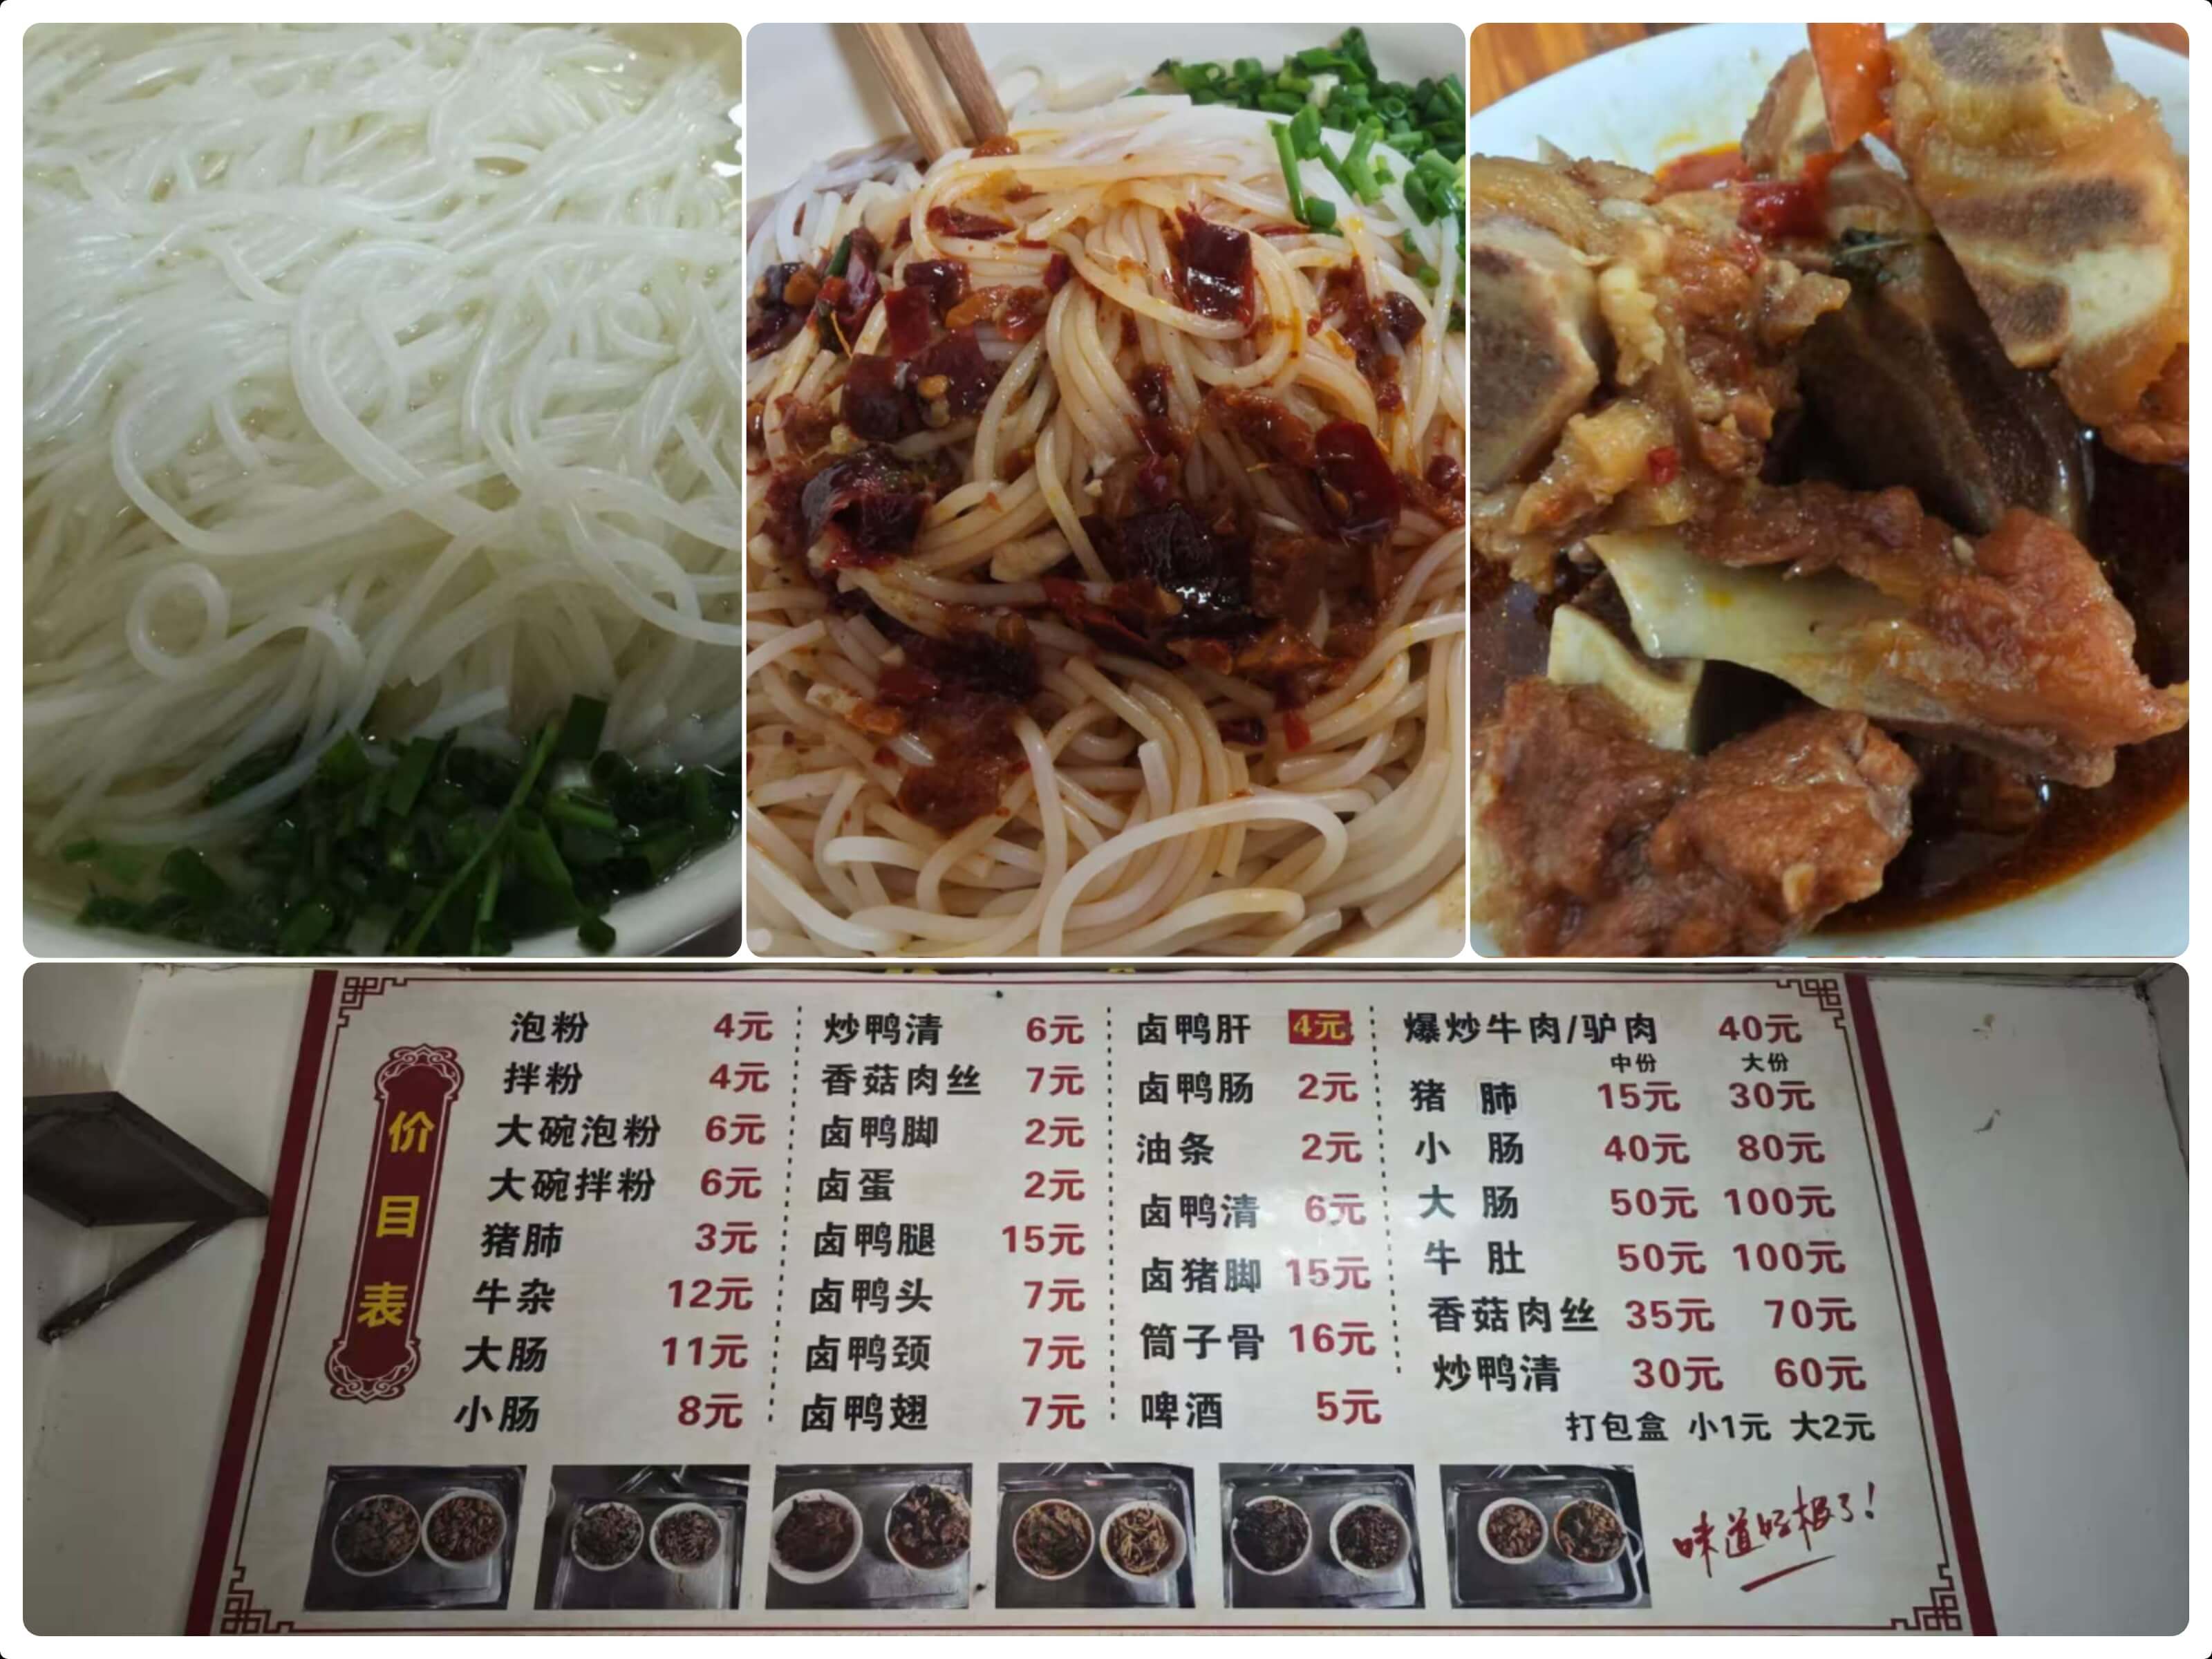 价目表
泡粉 4元
拌粉 4元
大碗泡粉 6元
大碗拌粉 6元
猪肺 3元
牛杂 12元
大肠 11元
小肠 8元
炒鸭清 6元
香菇肉丝 7元
卤鸭脚 2元
卤蛋 2元
卤鸭腿 15元
卤鸭头 7元
卤鸭颈 7元
卤鸭翅 7元
卤鸭肝 4元
卤鸭肠 2元
油条 2元
卤鸭清 6元
卤猪脚 15元
筒子骨 16元
啤酒 5元
爆炒牛肉/驴肉 40元
中份 大份
猪肺 15元 30元
小肠 40元 80元
大肠 50元 100元
牛肚 50元 100元
香菇肉丝 35元 70元
炒鸭清 30元 60元
打包盒 小1元 大2元
味道好极了!